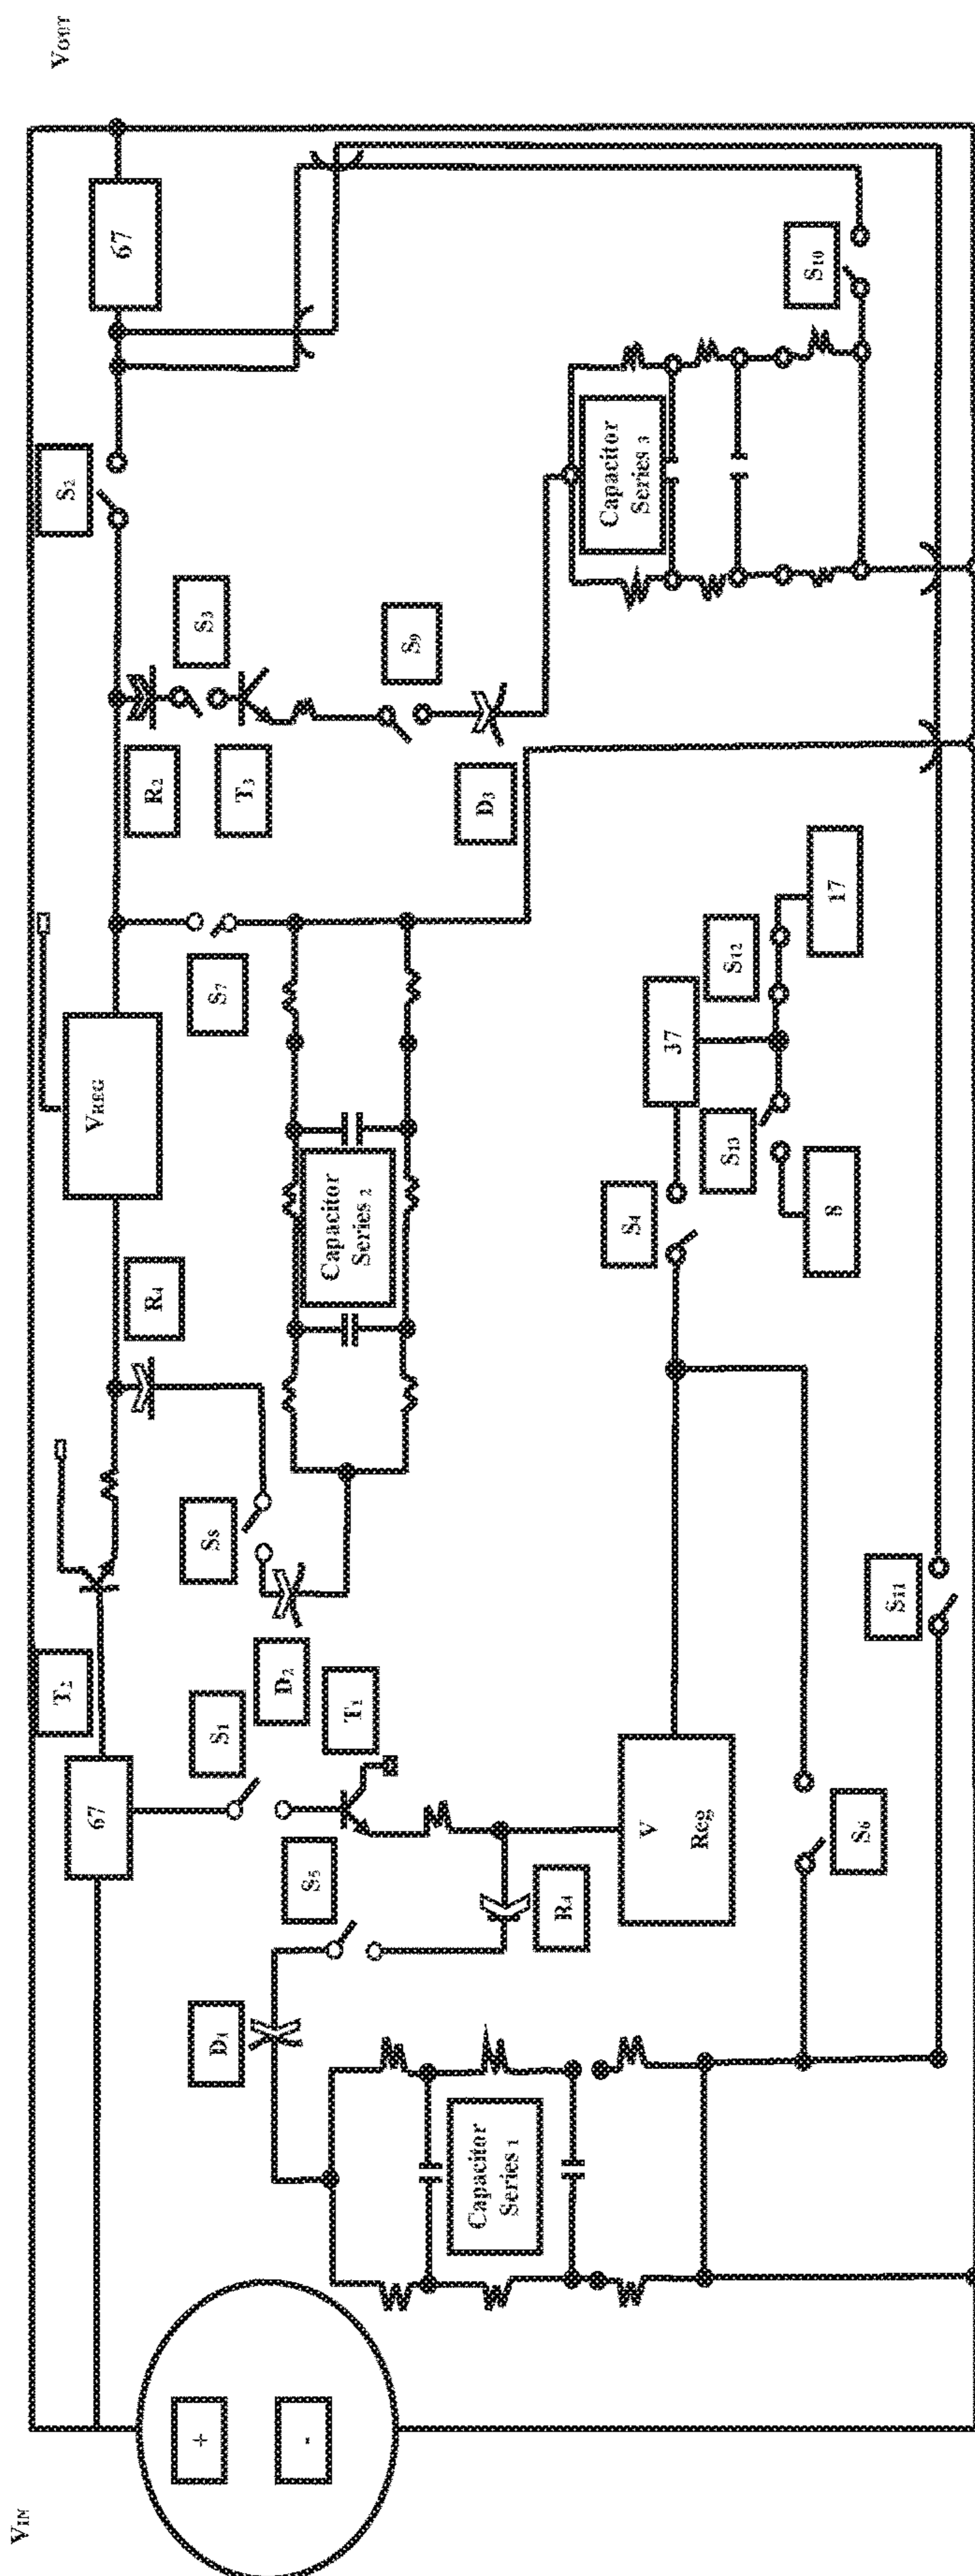 VIN
VOUT
+
-
67
T2
R4
VREG
S2
67
S1
S8
S7
R2
S3
T3
S9
D3
D2
T1
S5
D1
R4
Capacitor
Series 2
Capacitor
Series 1
V
Reg
S4
37
S13
S12
8
17
Capacitor
Series 3
S10
S6
S11